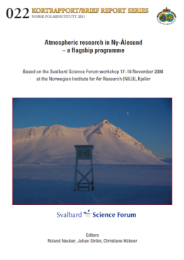 022 KORTRAPPORT/BRIEF REPORT SERIES
NORSK POLARINSTITUTT 2011
Atmospheric research in Ny-Ålesund
– a flagship programme
Based on the Svalbard Science Forum workshop 17-18 November 2008
at the Norwegian Institute for Air Research (NILU), Kjeller
Svalbard Science Forum
Editors:
Roland Neuber, Johan Ström, Christiane Hübner